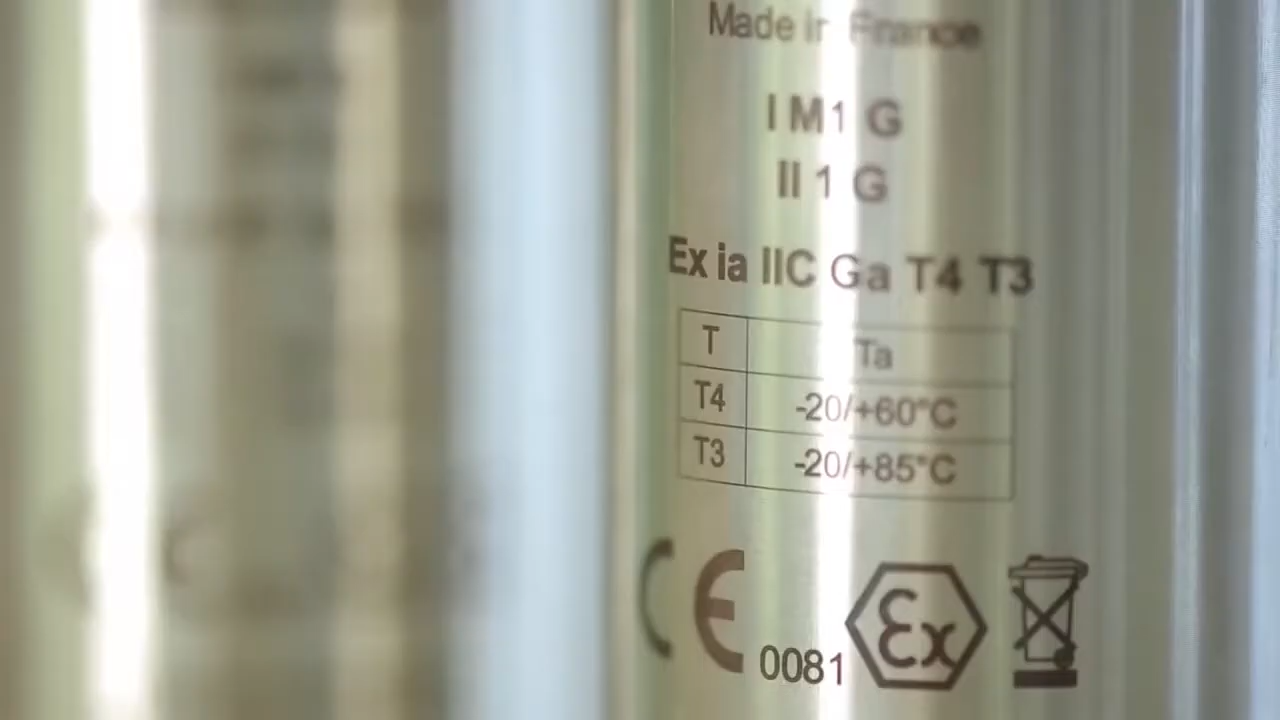 Made in France
I M1 G
II 1 G
Ex ia IIC Ga T4 T3
T Ta
T4 -20/+60°C
T3 -20/+85°C
CE 0081 Ex